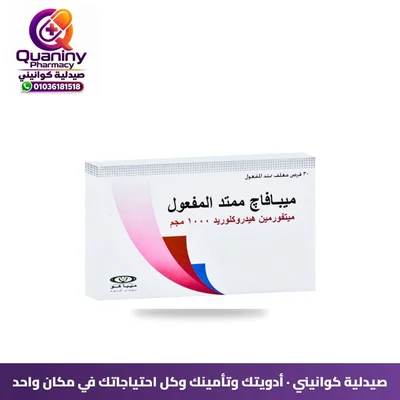 Quaniny
Pharmacy
صيدلية كوانيني
01036181518
٣٠ قرص مغلف ممتد المفعول
ميبافاچ ممتد المفعول
ميتفورمين هيدروكلوريد ١٠٠٠ مجم
صيدلية كوانيني - أدويتك وتأمينك وكل احتياجاتك في مكان واحد